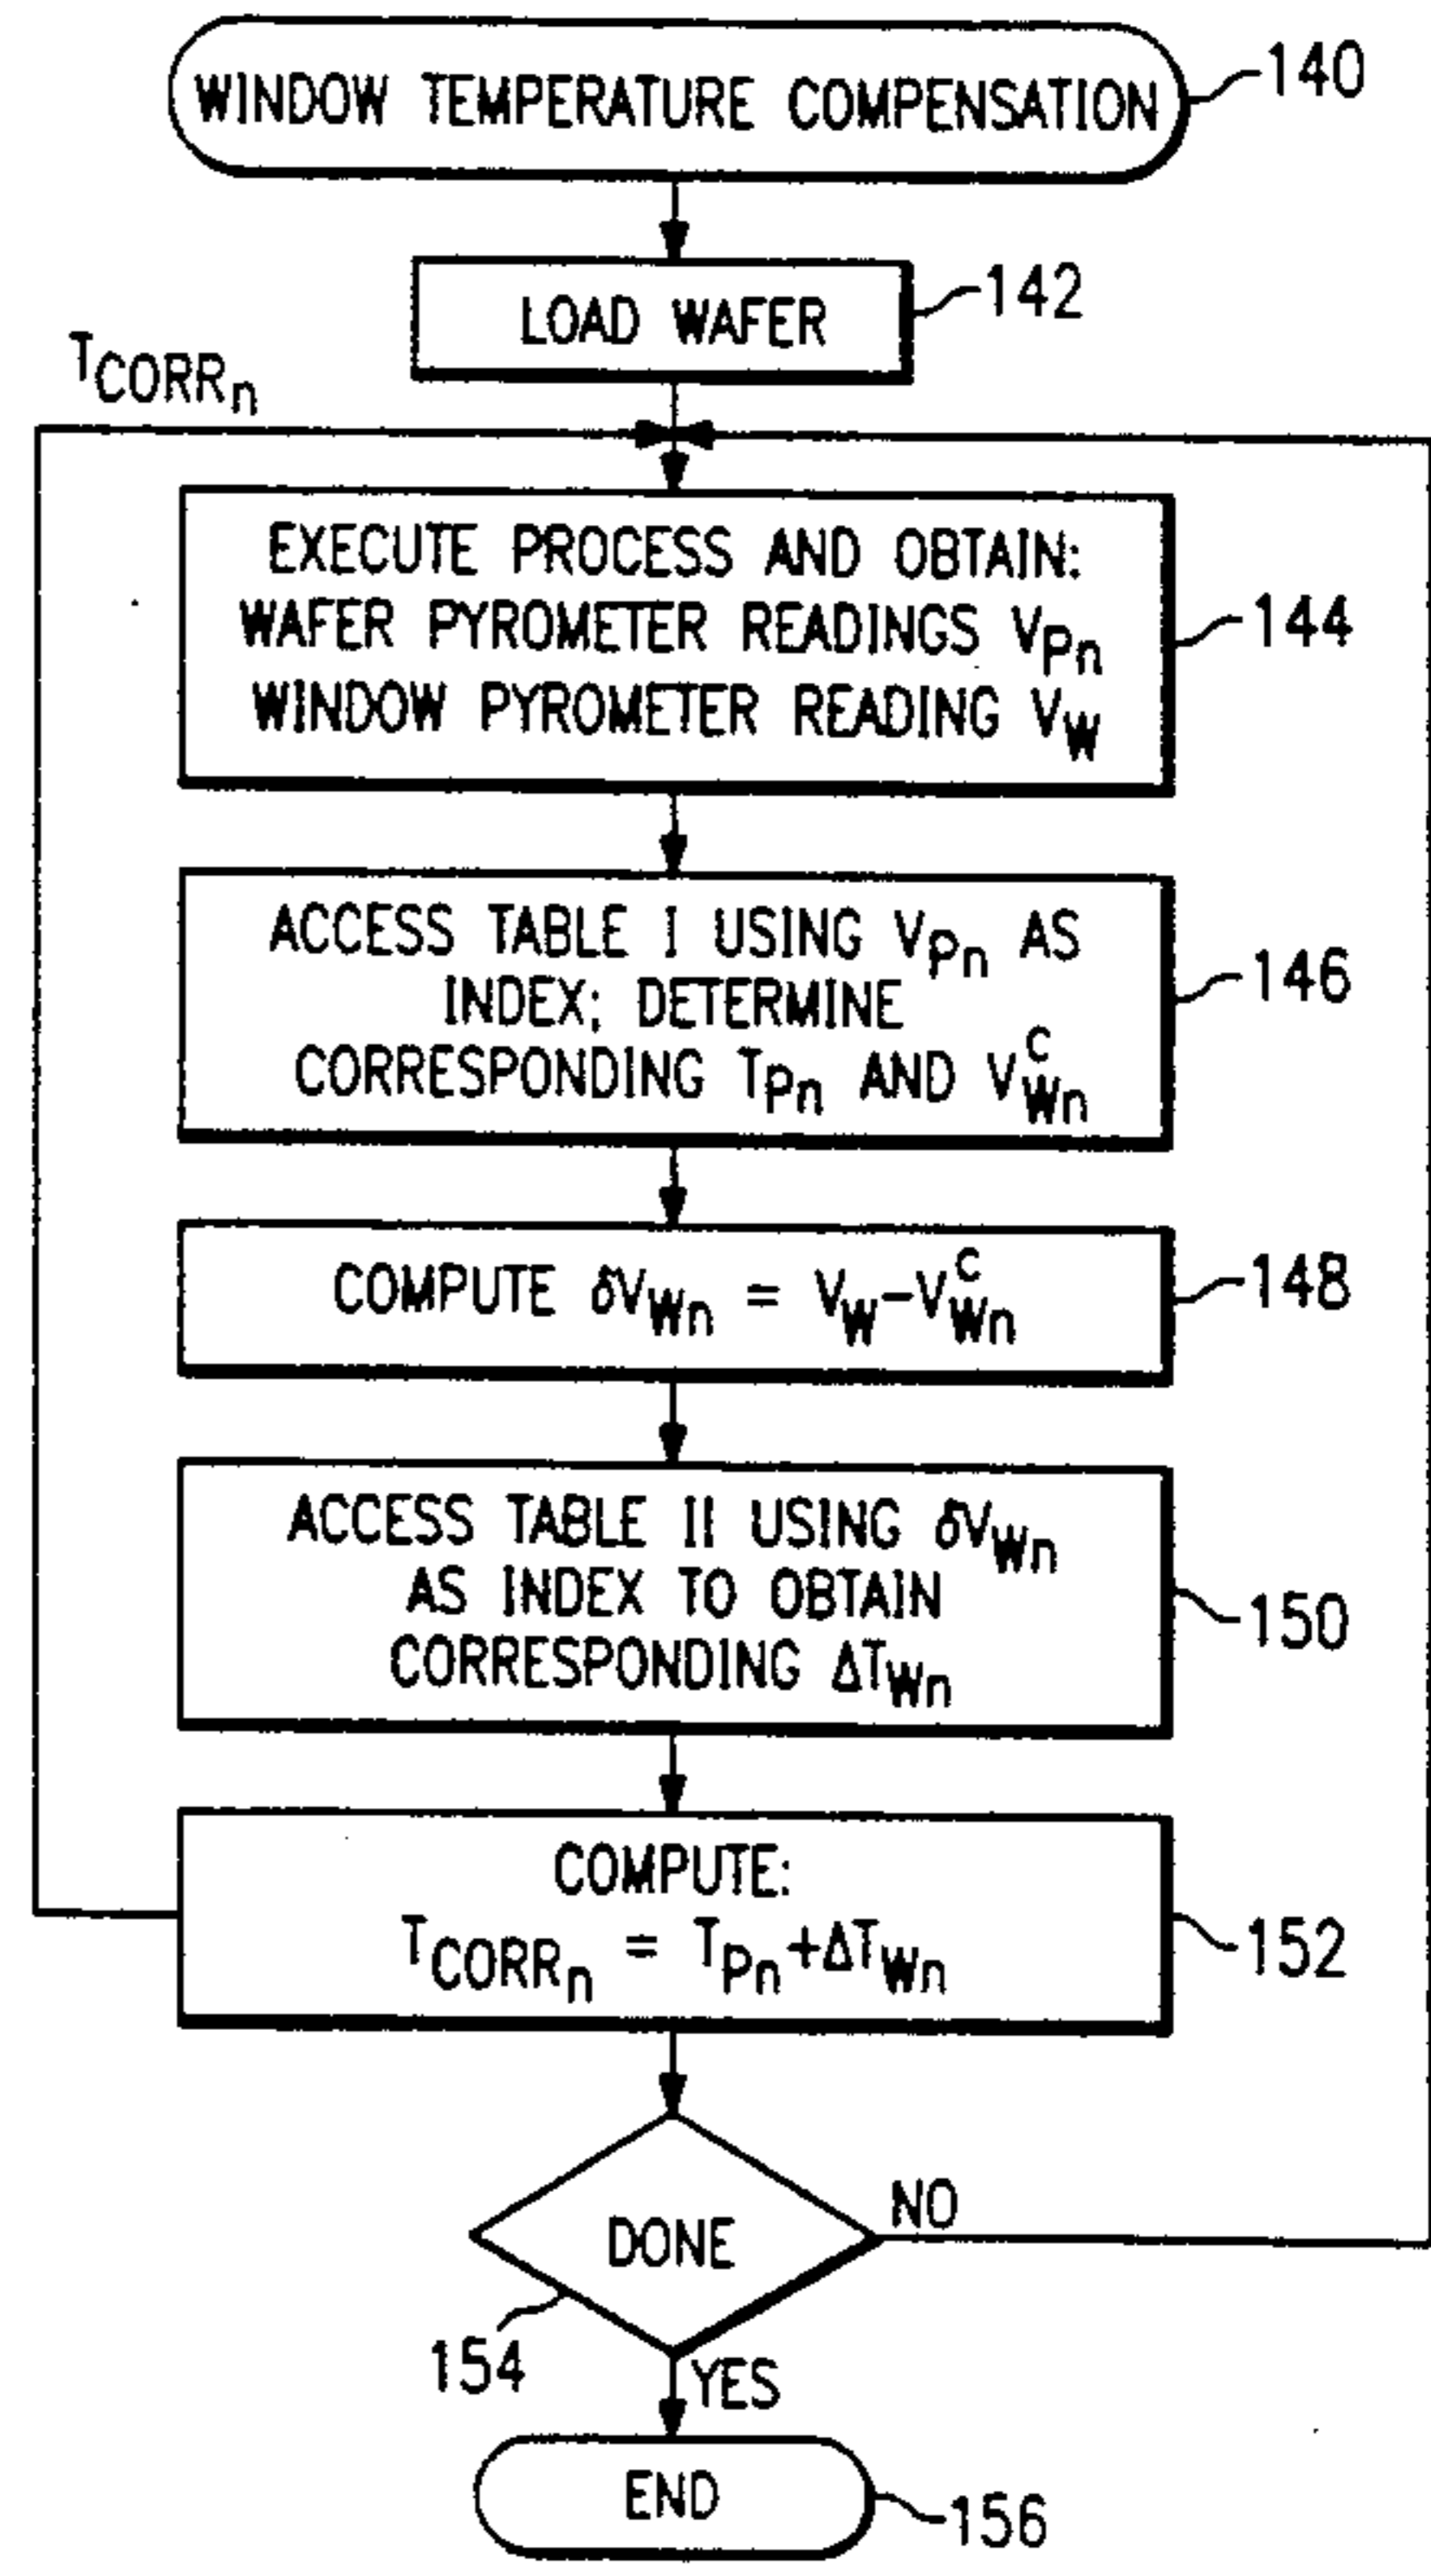 WINDOW TEMPERATURE COMPENSATION
140
LOAD WAFER
142
TCORRn
EXECUTE PROCESS AND OBTAIN:
WAFER PYROMETER READINGS VPn
WINDOW PYROMETER READING VW
144
ACCESS TABLE I USING VPn AS
INDEX; DETERMINE
CORRESPONDING TPn AND V^cWn
146
COMPUTE δVWn = VW-V^cWn
148
ACCESS TABLE II USING δVWn
AS INDEX TO OBTAIN
CORRESPONDING ΔTWn
150
COMPUTE:
TCORRn = TPn+ΔTWn
152
DONE
NO
154
YES
END
156